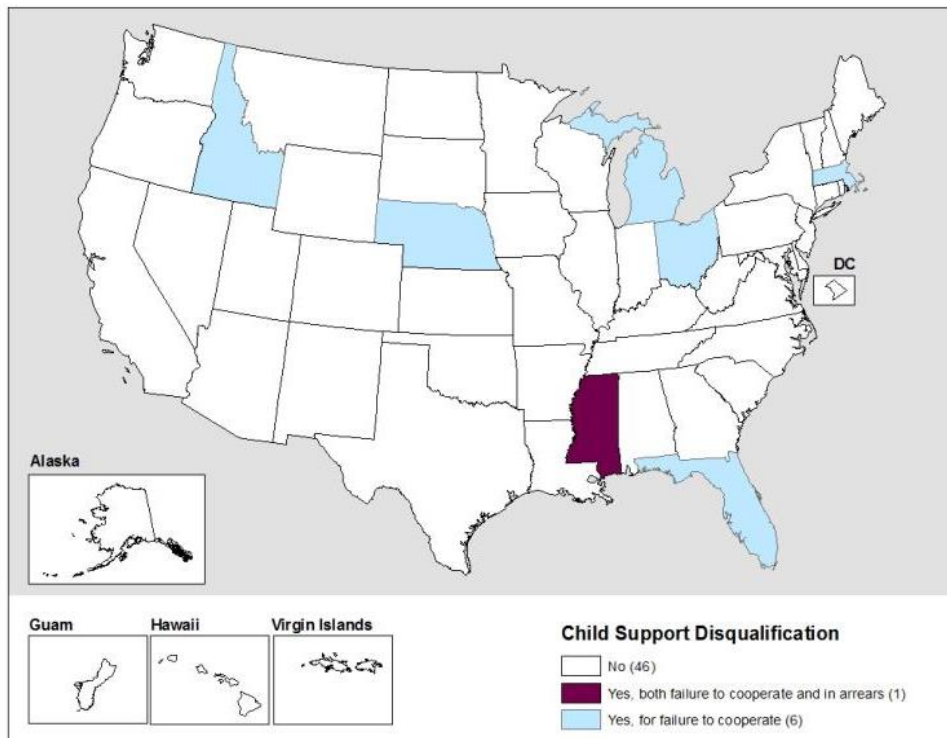 DC
Alaska
Guam
Hawaii
Virgin Islands
Child Support Disqualification
No (46)
Yes, both failure to cooperate and in arrears (1)
Yes, for failure to cooperate (6)